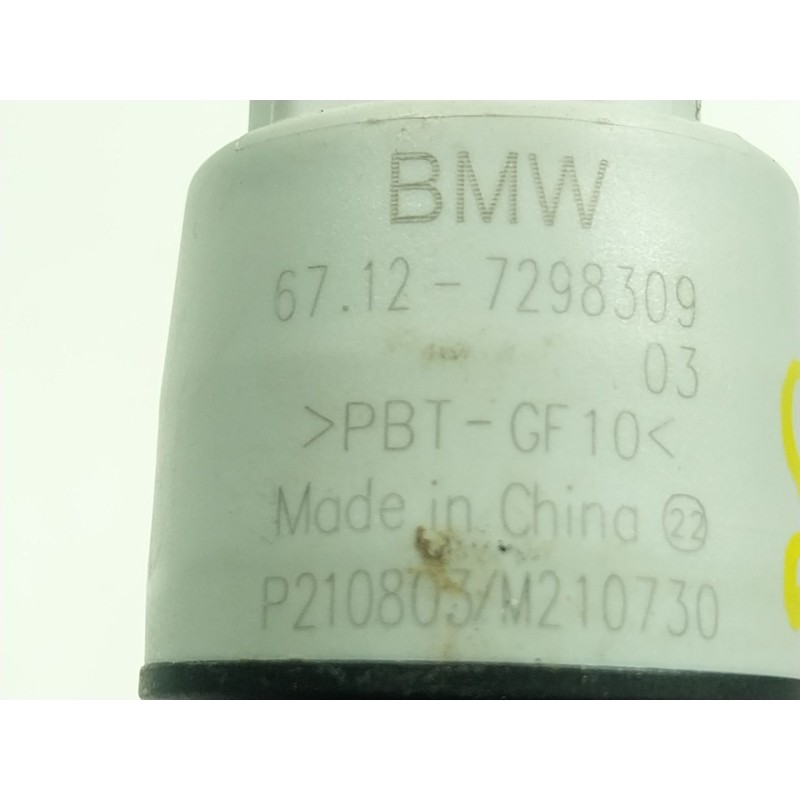 BMW
67.12-7298309
03
>PBT-GF10<
Made in China 22
P210803/M210730